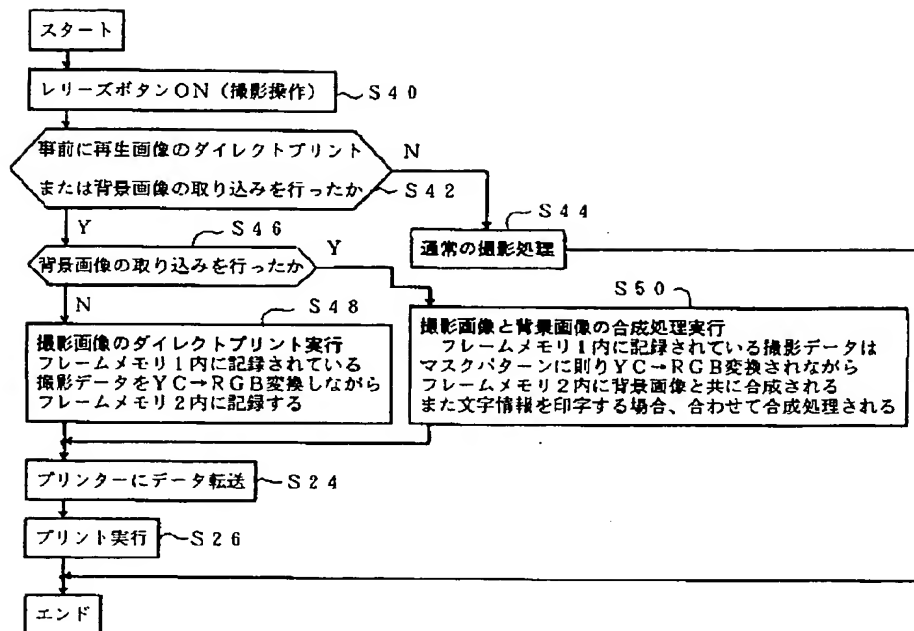 スタート
レリーズボタンON（撮影操作）
S40
事前に再生画像のダイレクトプリント
または背景画像の取り込みを行ったか
N
S42
Y
S44
通常の撮影処理
S46
背景画像の取り込みを行ったか
Y
N
S48
撮影画像のダイレクトプリント実行
フレームメモリ1内に記録されている
撮影データをYC→RGB変換しながら
フレームメモリ2内に記録する
S50
撮影画像と背景画像の合成処理実行
フレームメモリ1内に記録されている撮影データは
マスクパターンに則りYC→RGB変換されながら
フレームメモリ2内に背景画像と共に合成される
また文字情報を印字する場合、合わせて合成処理される
プリンターにデータ転送
S24
プリント実行
S26
エンド